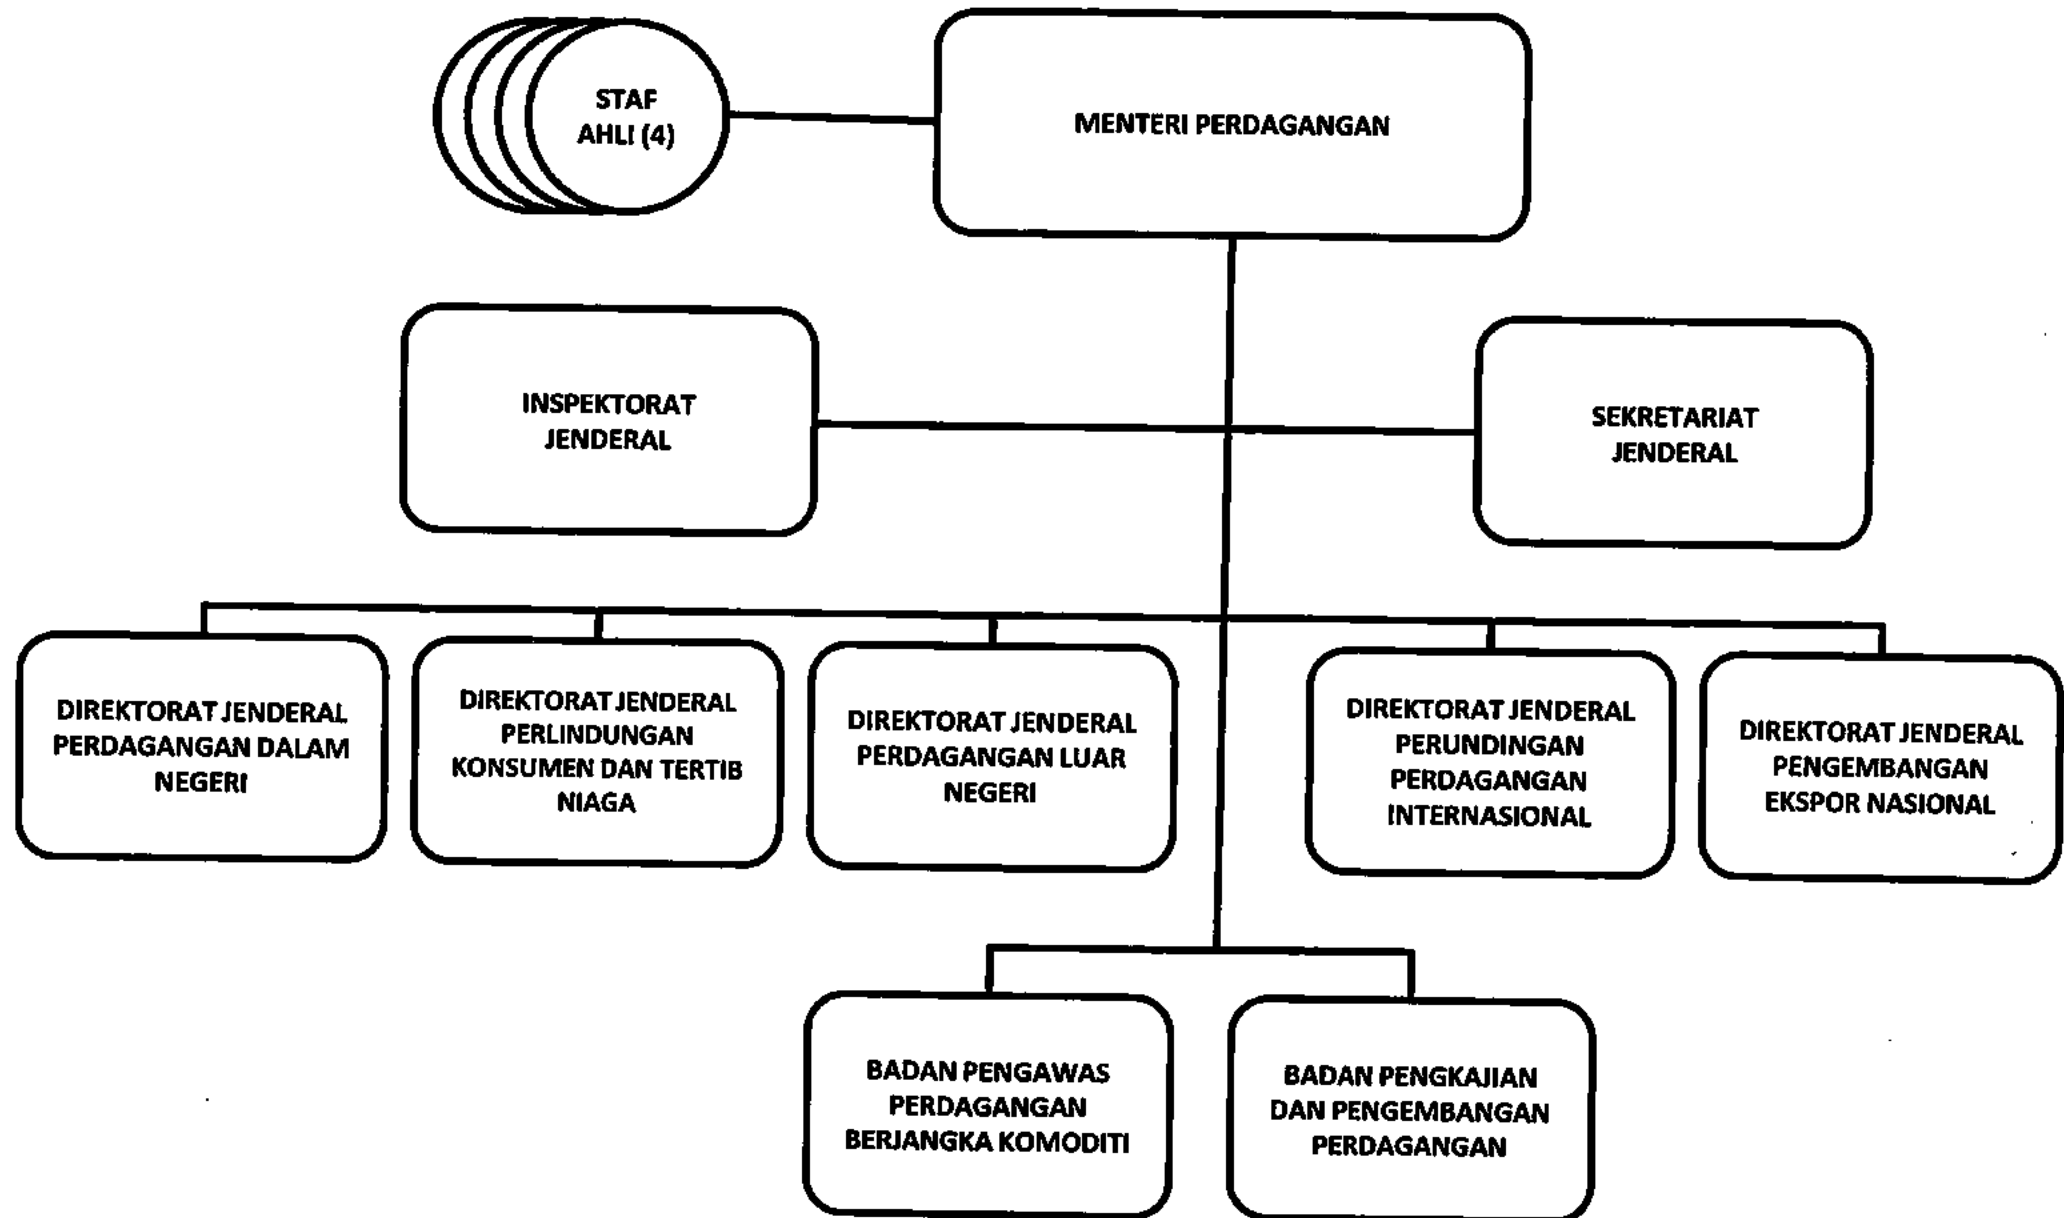 STAF
AHLI (4)
MENTERI PERDAGANGAN
INSPEKTORAT
JENDERAL
SEKRETARIAT
JENDERAL
DIREKTORAT JENDERAL
PERDAGANGAN DALAM
NEGERI
DIREKTORAT JENDERAL
PERLINDUNGAN
KONSUMEN DAN TERTIB
NIAGA
DIREKTORAT JENDERAL
PERDAGANGAN LUAR
NEGERI
DIREKTORAT JENDERAL
PERUNDINGAN
PERDAGANGAN
INTERNASIONAL
DIREKTORAT JENDERAL
PENGEMBANGAN
EKSPOR NASIONAL
BADAN PENGAWAS
PERDAGANGAN
BERJANGKA KOMODITI
BADAN PENGKAJIAN
DAN PENGEMBANGAN
PERDAGANGAN